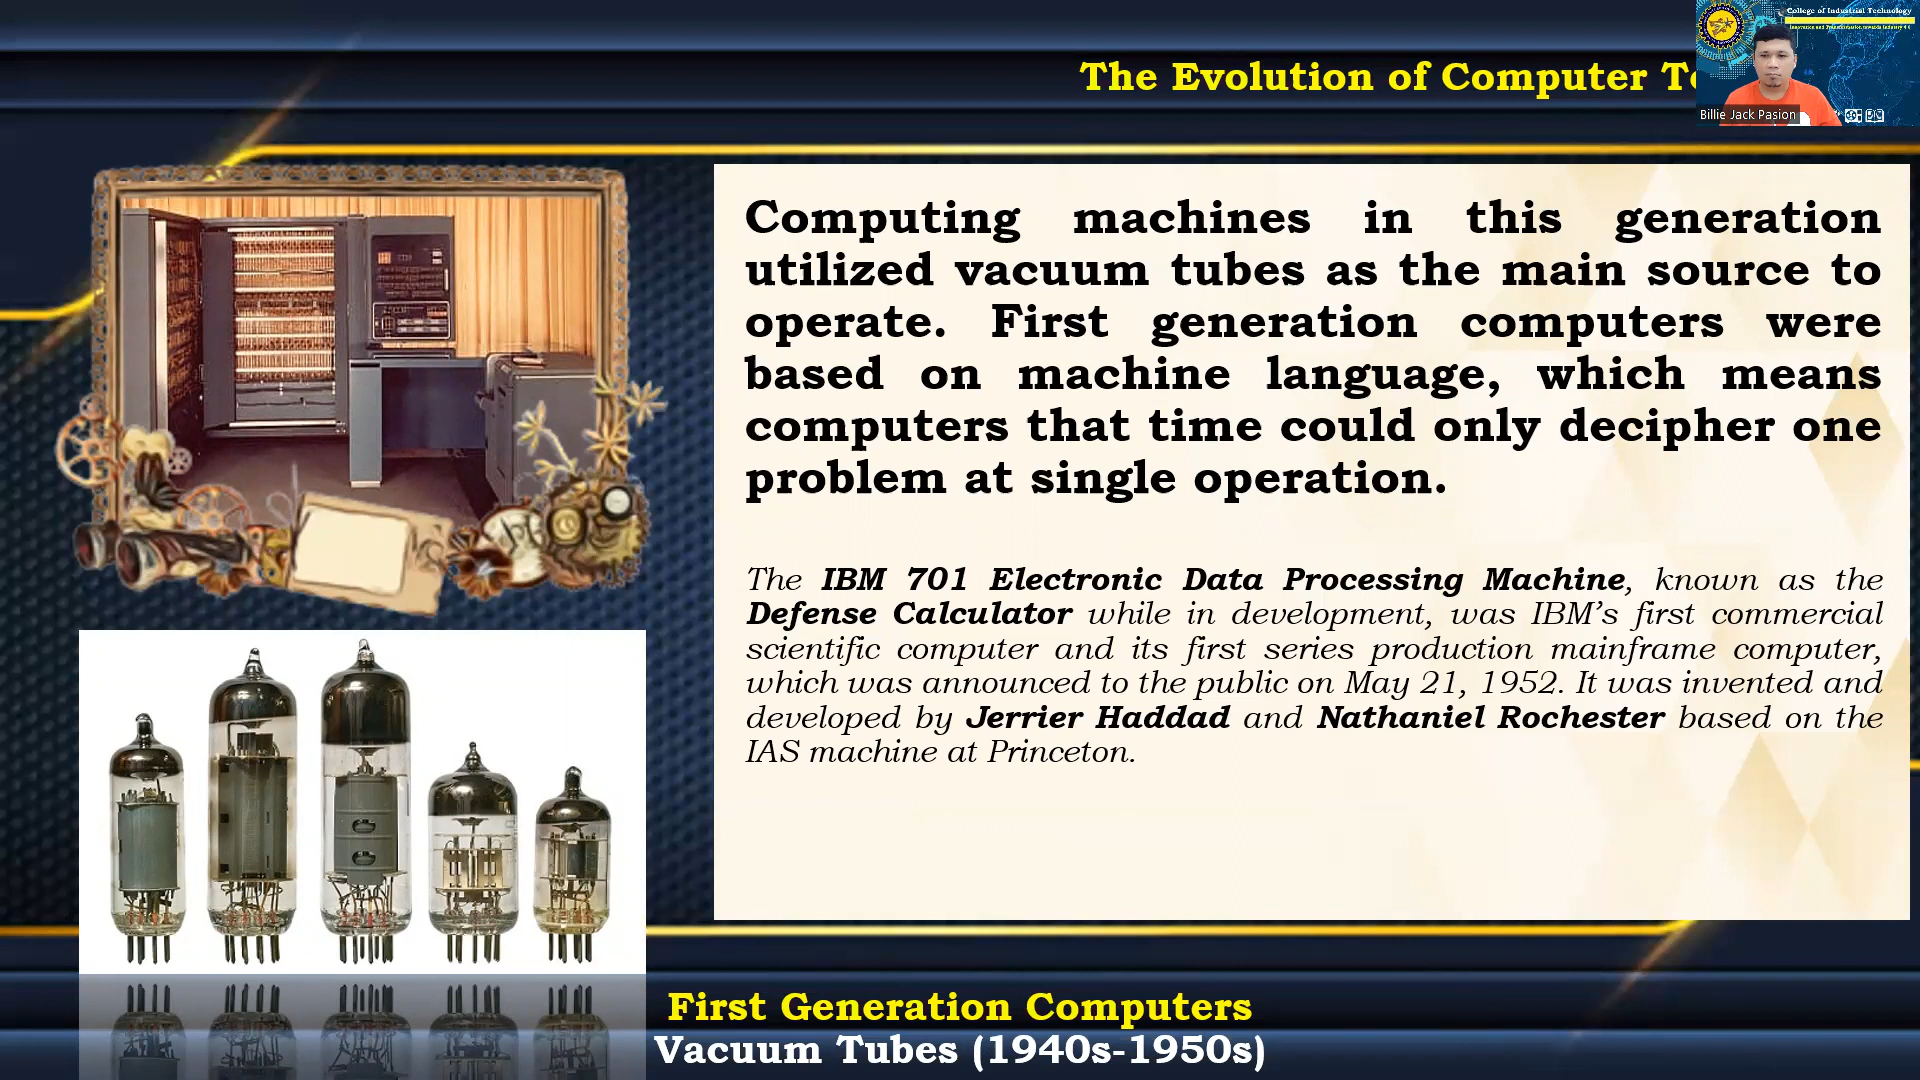 The Evolution of Computer
College of Industrial Technology
Billie Jack Pasion
Computing machines in this generation
utilized vacuum tubes as the main source to
operate. First generation computers were
based on machine language, which means
computers that time could only decipher one
problem at single operation.
The IBM 701 Electronic Data Processing Machine, known as the
Defense Calculator while in development, was IBM’s first commercial
scientific computer and its first series production mainframe computer,
which was announced to the public on May 21, 1952. It was invented and
developed by Jerrier Haddad and Nathaniel Rochester based on the
IAS machine at Princeton.
First Generation Computers
Vacuum Tubes (1940s-1950s)